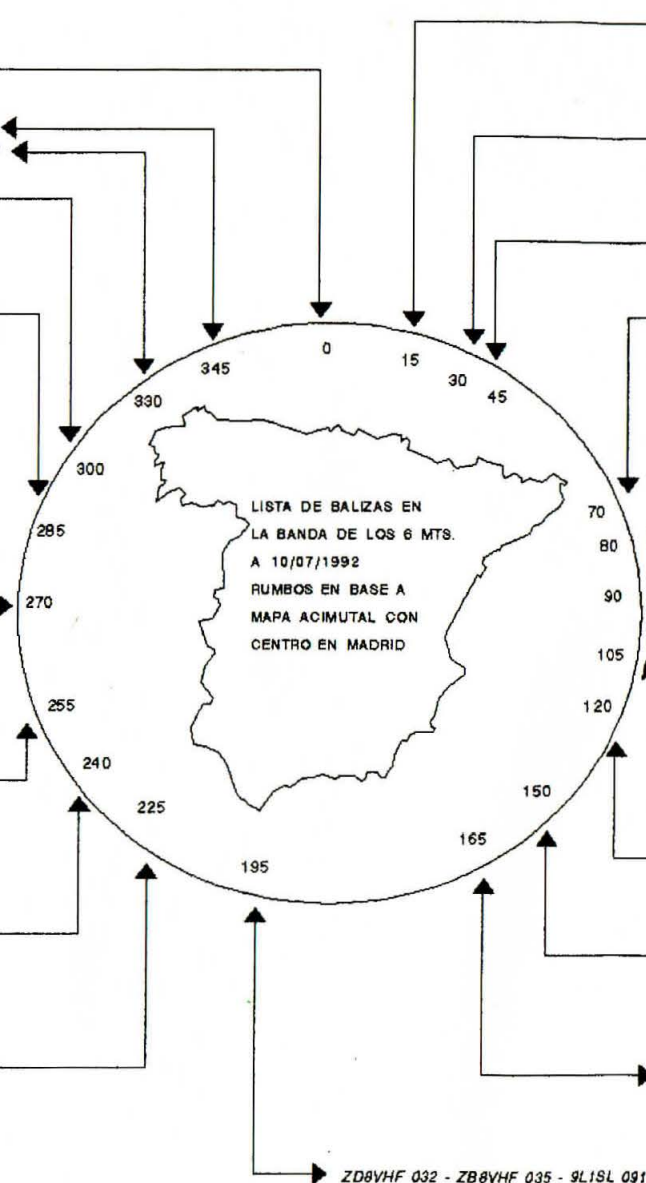 0
345
15
30
330
45
300
LISTA DE BALIZAS EN
70
285
LA BANDA DE LOS 6 MTS.
80
A 10/07/1992
RUMBOS EN BASE A
90
270
MAPA ACIMUTAL CON
CENTRO EN MADRID
105
255
120
240
150
225
165
195
ZD8VHF 032 - ZB8VHF 035 - 9L1SL 091